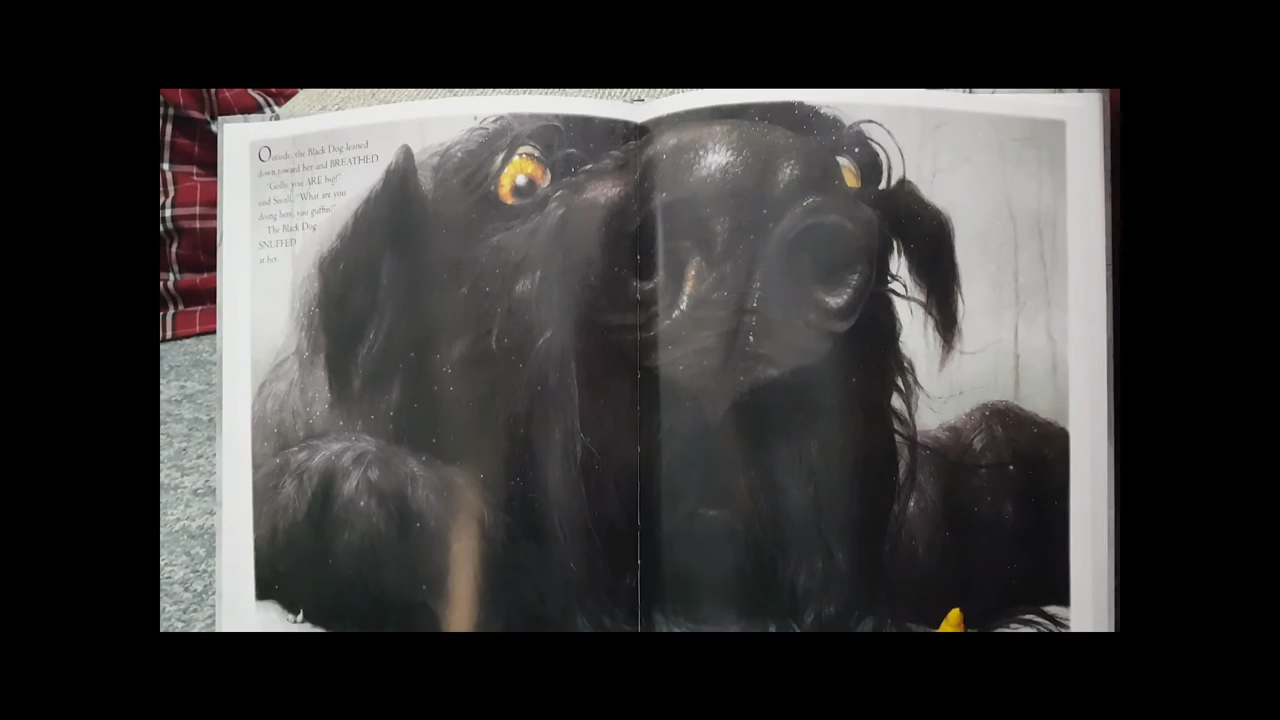 Outside, the Black Dog leaned
down toward her and BREATHED.
"Golly, you ARE big!"
said Small. "What are you
doing here, you guffin?"
The Black Dog
SNUFFED
at her.